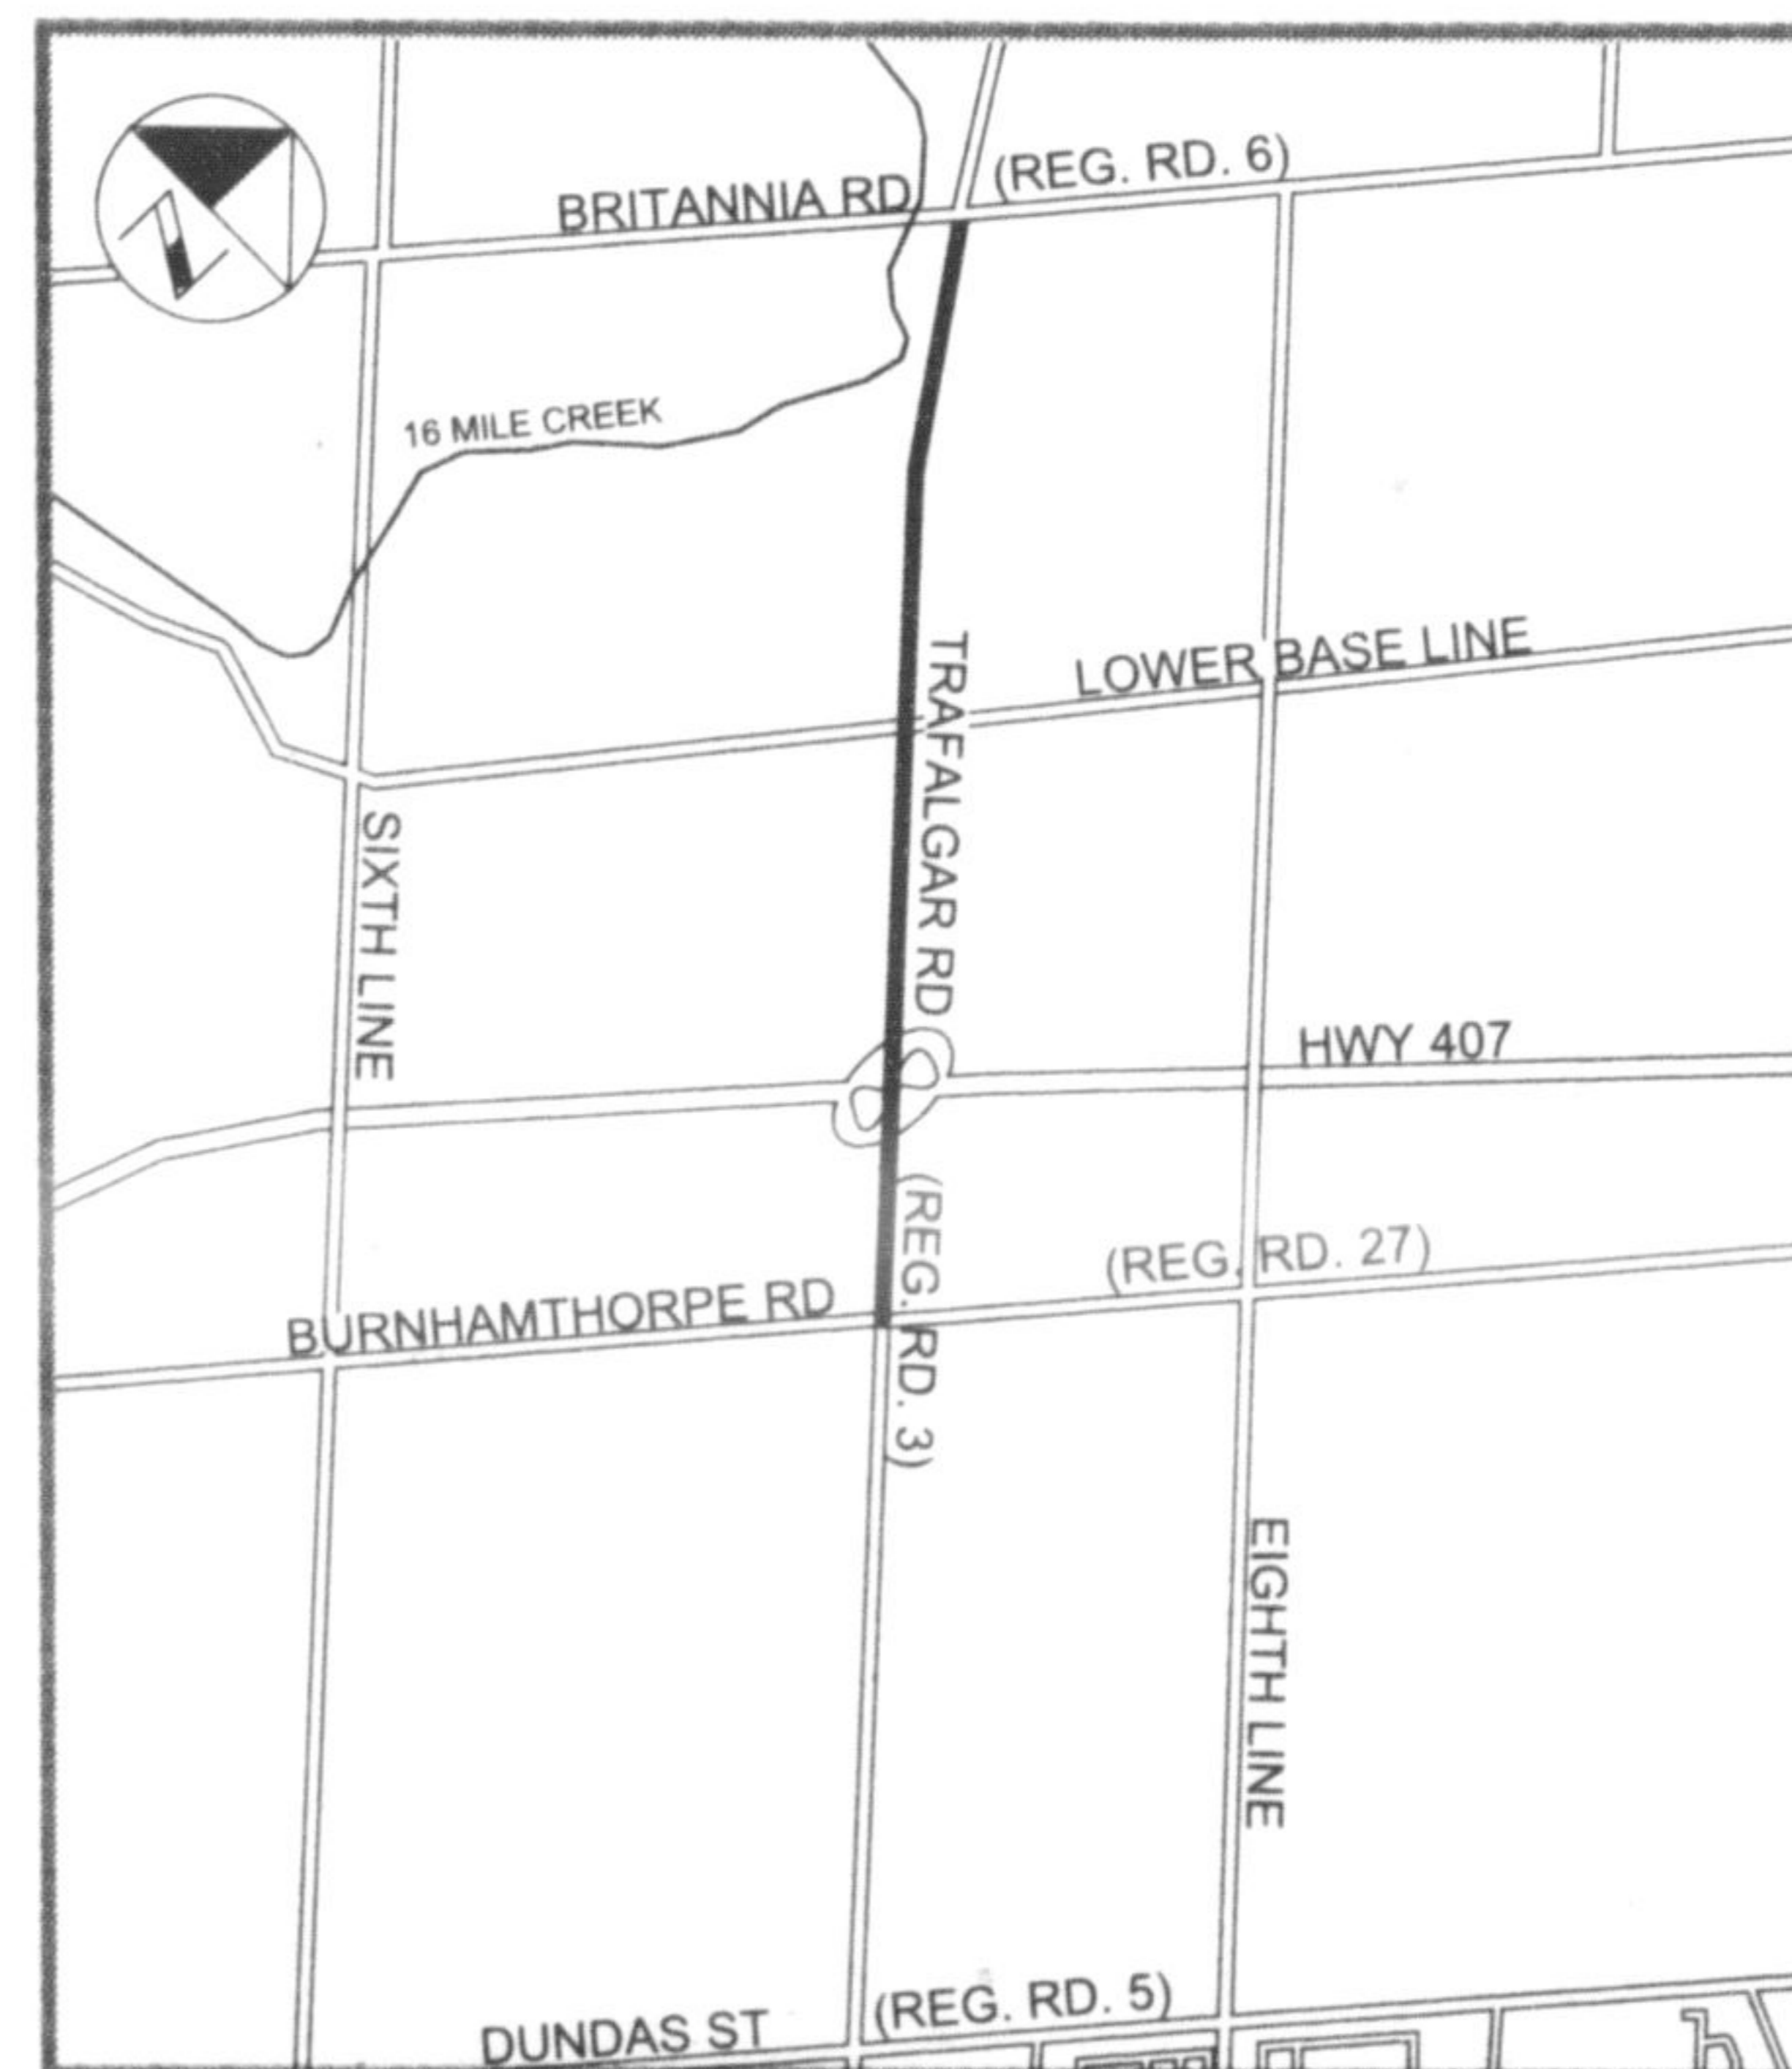 BRITANNIA RD
(REG. RD. 6)
16 MILE CREEK
LOWER BASE LINE
TRAFALGAR RD
SIXTH LINE
HWY 407
(REG. RD. 3)
(REG. RD. 27)
BURNHAMTHORPE RD
EIGHTH LINE
DUNDAS ST
(REG. RD. 5)